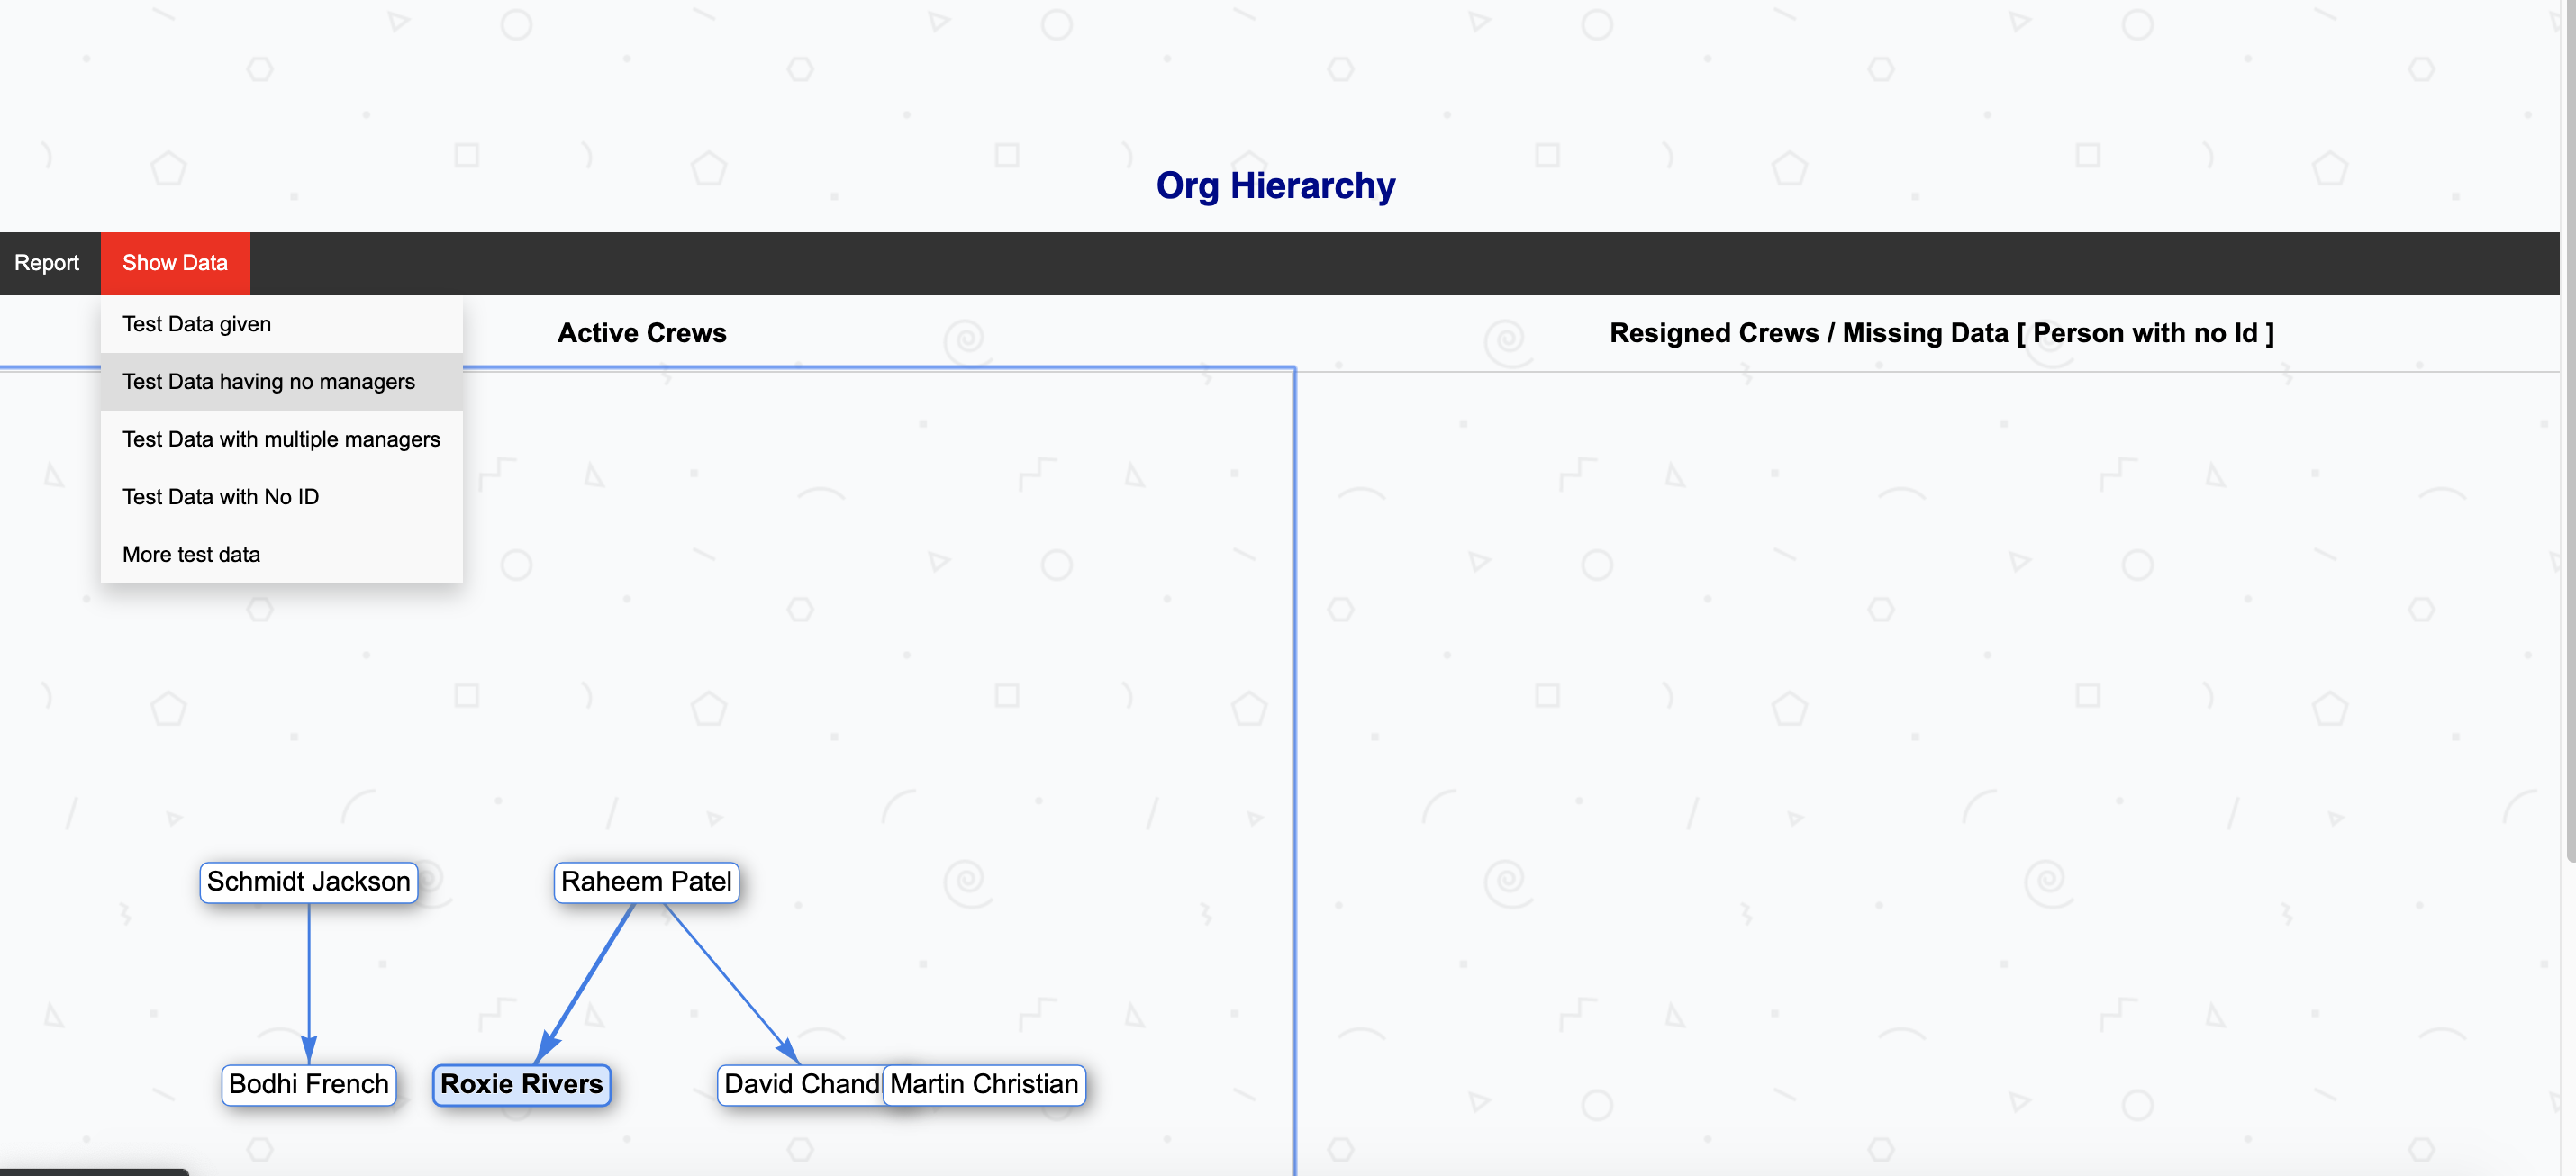 Org Hierarchy
Report
Show Data
Test Data given
Test Data having no managers
Test Data with multiple managers
Test Data with No ID
More test data
Active Crews
Resigned Crews / Missing Data [ Person with no Id ]
Schmidt Jackson
Raheem Patel
Bodhi French
Roxie Rivers
David Chand
Martin Christian